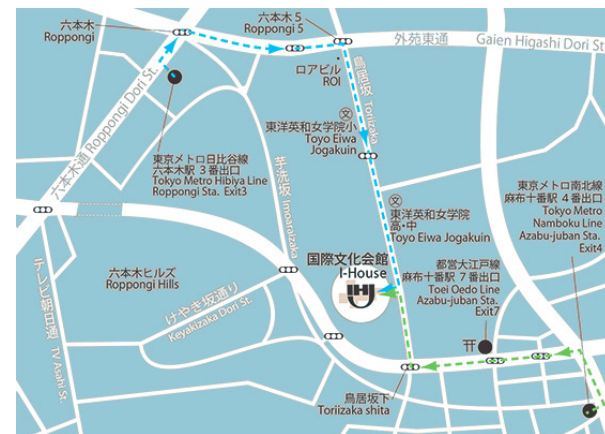 六本木
Roppongi
六本木 5
Roppongi 5
外苑東通 Gaien Higashi Dori St.
ロアビル
ROI
鳥居坂 Toriizaka
六本木通 Roppongi Dori St.
文
東洋英和女学院小
Toyo Eiwa
Jogakuin
東京メトロ日比谷線
六本木駅 3 番出口
Tokyo Metro Hibiya Line
Roppongi Sta. Exit3
芋洗坂 Imoaraizaka
文
東洋英和女学院
高・中
Toyo Eiwa Jogakuin
東京メトロ南北線
麻布十番駅 4 番出口
Tokyo Metro
Namboku Line
Azabu-juban Sta.
Exit4
国際文化会館
I-House
IHJ
都営大江戸線
麻布十番駅 7 番出口
Toei Oedo Line
Azabu-juban Sta.
Exit7
六本木ヒルズ
Roppongi Hills
けやき坂通り
Keyakizaka Dori St.
テレビ朝日通 TV Asahi St.
鳥居坂下
Toriizaka shita